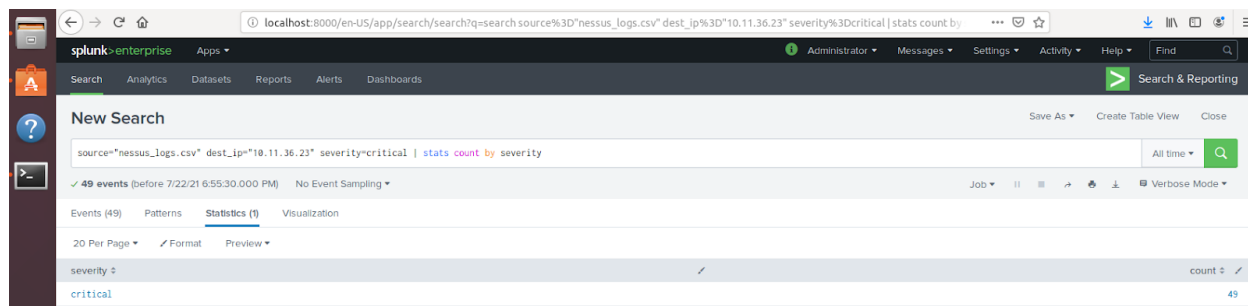 localhost:8000/en-US/app/search/search?q=search source%3D"nessus_logs.csv" dest_ip%3D"10.11.36.23" severity%3Dcritical | stats count by
splunk>enterprise Apps Administrator Messages Settings Activity Help Find
Search Analytics Datasets Reports Alerts Dashboards Search & Reporting
New Search Save As Create Table View Close
source="nessus_logs.csv" dest_ip="10.11.36.23" severity=critical | stats count by severity All time
✓ 49 events (before 7/22/21 6:55:30.000 PM) No Event Sampling Job Verbose Mode
Events (49) Patterns Statistics (1) Visualization
20 Per Page Format Preview
severity count
critical 49